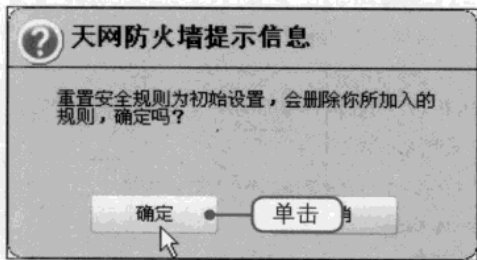 天网防火墙提示信息
重置安全规则为初始设置，会删除你所加入的
规则，确定吗？
确定
单击